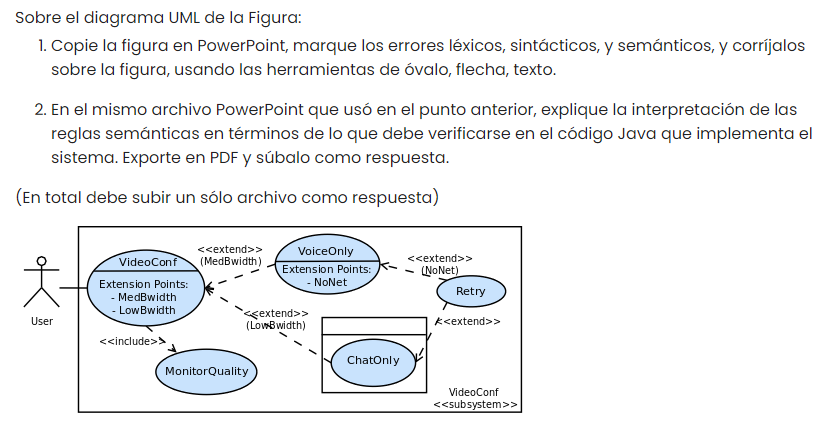 Sobre el diagrama UML de la Figura:
1. Copie la figura en PowerPoint, marque los errores léxicos, sintácticos, y semánticos, y corríjalos
sobre la figura, usando las herramientas de óvalo, flecha, texto.
2. En el mismo archivo PowerPoint que usó en el punto anterior, explique la interpretación de las
reglas semánticas en términos de lo que debe verificarse en el código Java que implementa el
sistema. Exporte en PDF y súbalo como respuesta.
(En total debe subir un sólo archivo como respuesta)
User
VideoConf
Extension Points:
- MedBwidth
- LowBwidth
<<extend>>
(MedBwidth)
VoiceOnly
Extension Points:
- NoNet
<<extend>>
(NoNet)
Retry
<<extend>>
(LowBwidth)
<<extend>>
<<include>>
MonitorQuality
ChatOnly
VideoConf
<<subsystem>>